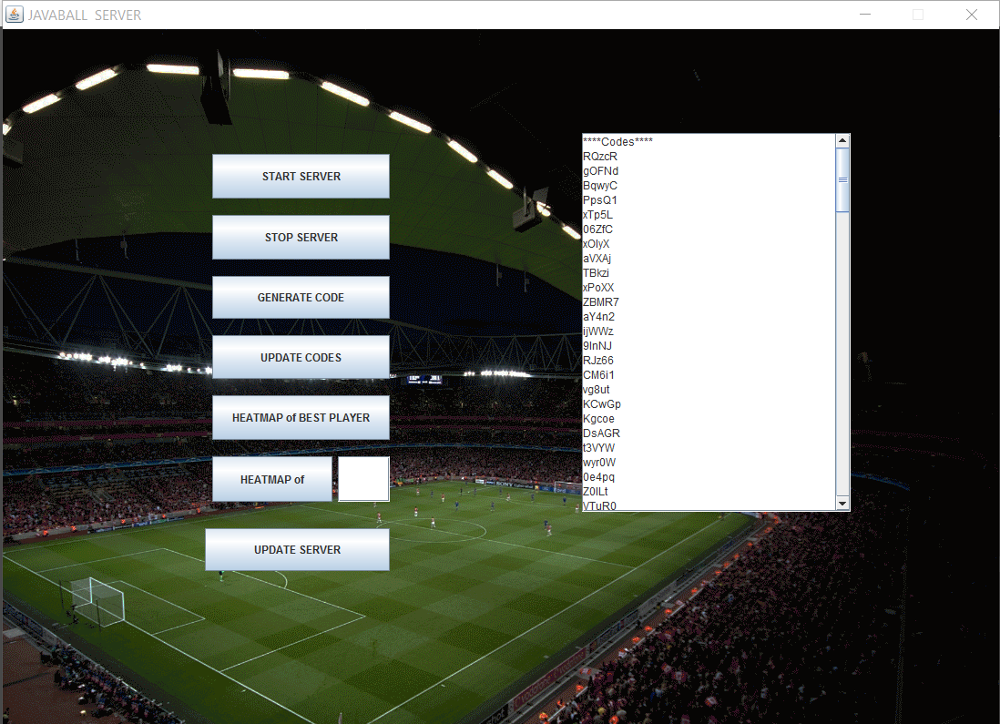 JAVABALL SERVER
START SERVER
STOP SERVER
GENERATE CODE
UPDATE CODES
HEATMAP of BEST PLAYER
HEATMAP of
UPDATE SERVER
****Codes****
RQzcR
gOFNd
BqwyC
PpsQ1
xTp5L
06ZfC
xOlyX
aVXAj
TBkzi
xPoXX
ZBMR7
aY4n2
ijWWz
9lnNJ
RJz66
CM6i1
vg8ut
KCwGp
Kgcoe
DsAGR
t3VYW
wyr0W
0e4pq
Z0lLt
VTuR0